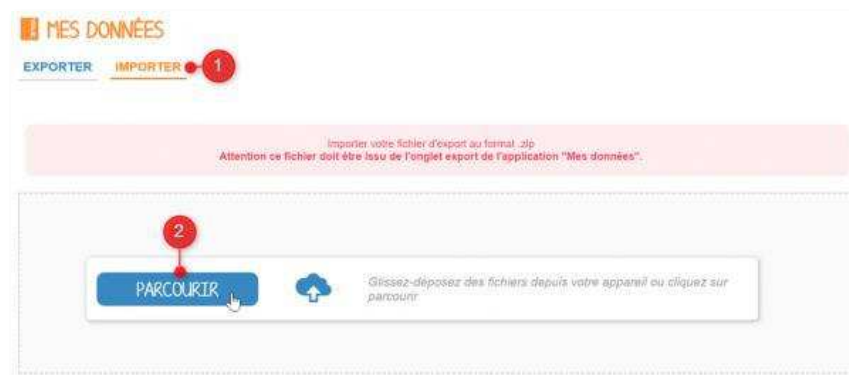 MES DONNÉES
EXPORTER IMPORTER 1
Importer votre fichier d'export au format .zip
Attention ce fichier doit être issu de l'onglet export de l'application "Mes données".
2
PARCOURIR
Glissez-déposez des fichiers depuis votre appareil ou cliquez sur
parcourir